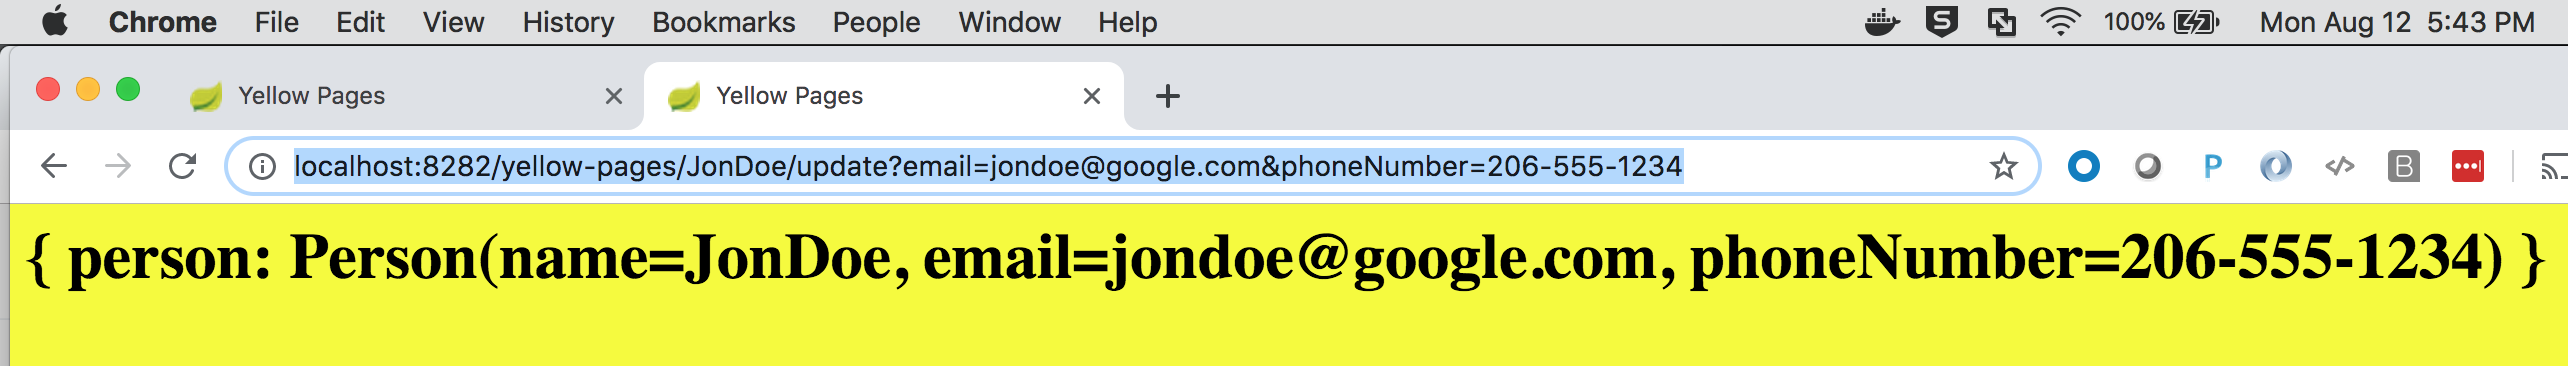 Chrome File Edit View History Bookmarks People Window Help 100% Mon Aug 12 5:43 PM
Yellow Pages Yellow Pages
localhost:8282/yellow-pages/JonDoe/update?email=jondoe@google.com&phoneNumber=206-555-1234
{ person: Person(name=JonDoe, email=jondoe@google.com, phoneNumber=206-555-1234) }